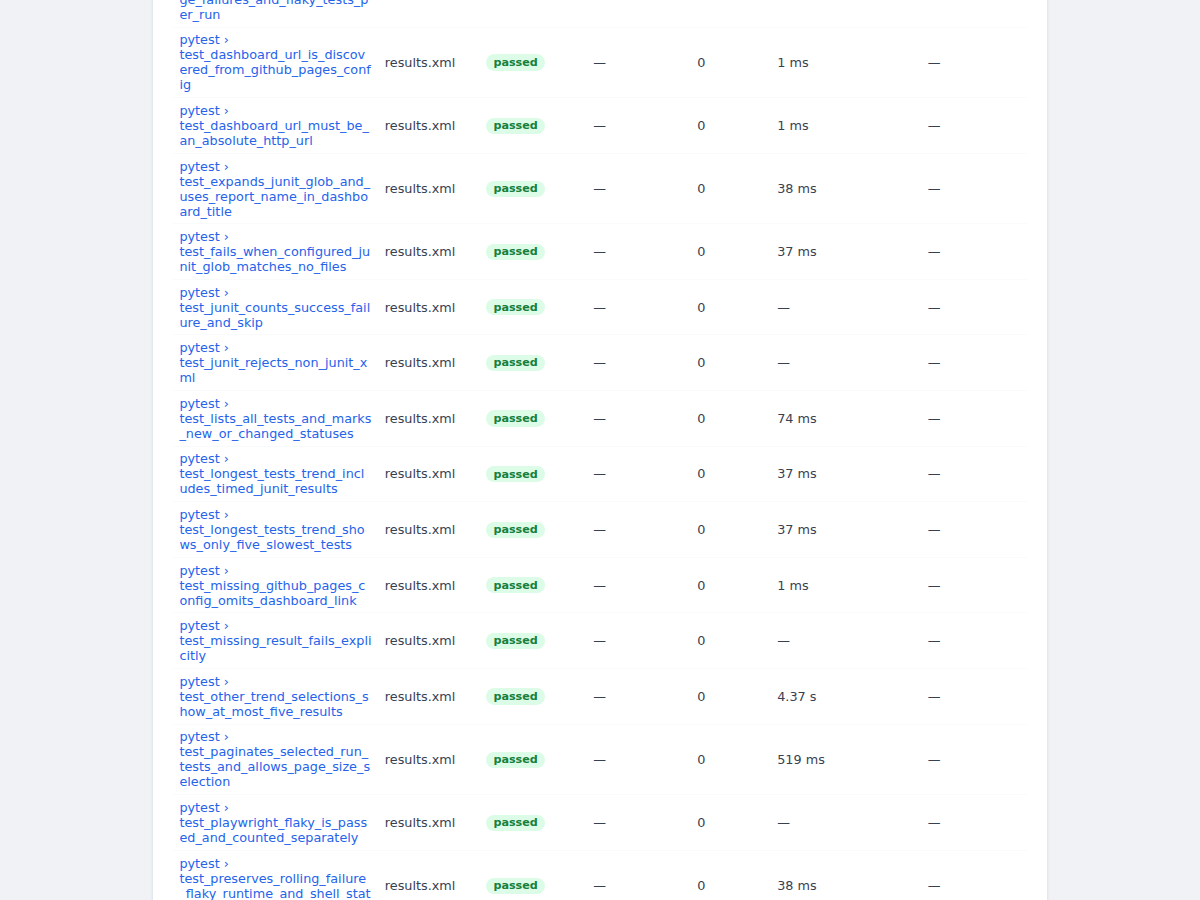 ge_failures_and_flaky_tests_p
er_run
pytest ›
test_dashboard_url_is_discov
ered_from_github_pages_conf
ig
results.xml passed — 0 1 ms —
pytest ›
test_dashboard_url_must_be_
an_absolute_http_url
results.xml passed — 0 1 ms —
pytest ›
test_expands_junit_glob_and_
uses_report_name_in_dashbo
ard_title
results.xml passed — 0 38 ms —
pytest ›
test_fails_when_configured_ju
nit_glob_matches_no_files
results.xml passed — 0 37 ms —
pytest ›
test_junit_counts_success_fail
ure_and_skip
results.xml passed — 0 — —
pytest ›
test_junit_rejects_non_junit_x
ml
results.xml passed — 0 — —
pytest ›
test_lists_all_tests_and_marks
_new_or_changed_statuses
results.xml passed — 0 74 ms —
pytest ›
test_longest_tests_trend_incl
udes_timed_junit_results
results.xml passed — 0 37 ms —
pytest ›
test_longest_tests_trend_sho
ws_only_five_slowest_tests
results.xml passed — 0 37 ms —
pytest ›
test_missing_github_pages_c
onfig_omits_dashboard_link
results.xml passed — 0 1 ms —
pytest ›
test_missing_result_fails_expli
citly
results.xml passed — 0 — —
pytest ›
test_other_trend_selections_s
how_at_most_five_results
results.xml passed — 0 4.37 s —
pytest ›
test_paginates_selected_run_
tests_and_allows_page_size_s
election
results.xml passed — 0 519 ms —
pytest ›
test_playwright_flaky_is_pass
ed_and_counted_separately
results.xml passed — 0 — —
pytest ›
test_preserves_rolling_failure
_flaky_runtime_and_shell_stat
results.xml passed — 0 38 ms —